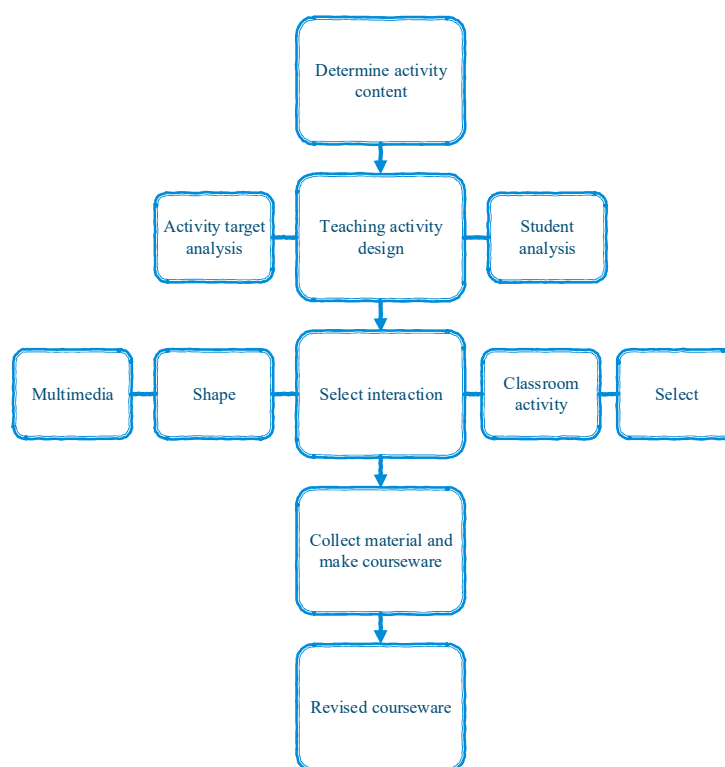 Determine activity
content
Activity target
analysis
Teaching activity
design
Student
analysis
Multimedia
Shape
Select interaction
Classroom
activity
Select
Collect material and
make courseware
Revised courseware